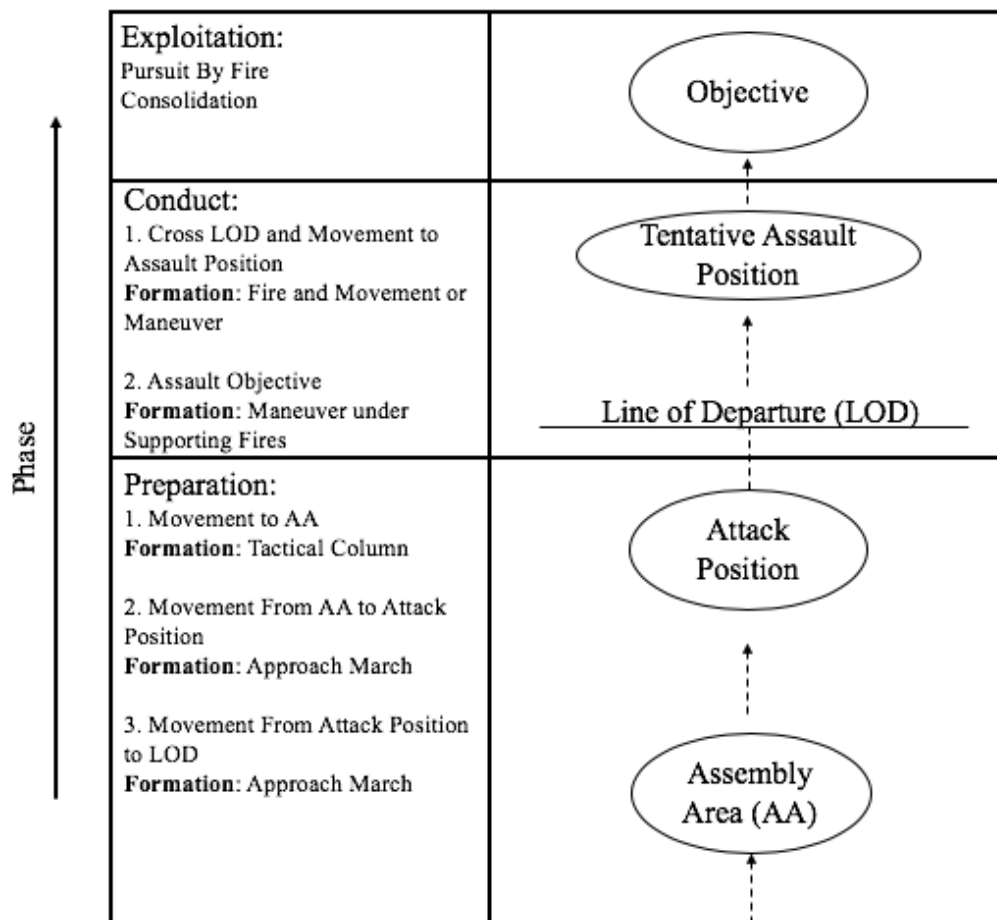 Phase
Exploitation:
Pursuit By Fire
Consolidation
Objective
Conduct:
1. Cross LOD and Movement to
Assault Position
Formation: Fire and Movement or
Maneuver
2. Assault Objective
Formation: Maneuver under
Supporting Fires
Tentative Assault
Position
Line of Departure (LOD)
Preparation:
1. Movement to AA
Formation: Tactical Column
2. Movement From AA to Attack
Position
Formation: Approach March
3. Movement From Attack Position
to LOD
Formation: Approach March
Attack
Position
Assembly
Area (AA)